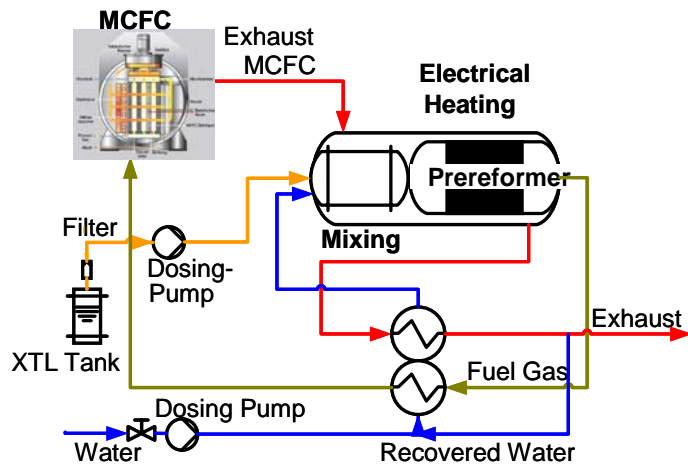 MCFC
Exhaust
MCFC
Electrical
Heating
Prereformer
Mixing
Filter
Dosing-
Pump
XTL Tank
Exhaust
Fuel Gas
Dosing Pump
Water
Recovered Water